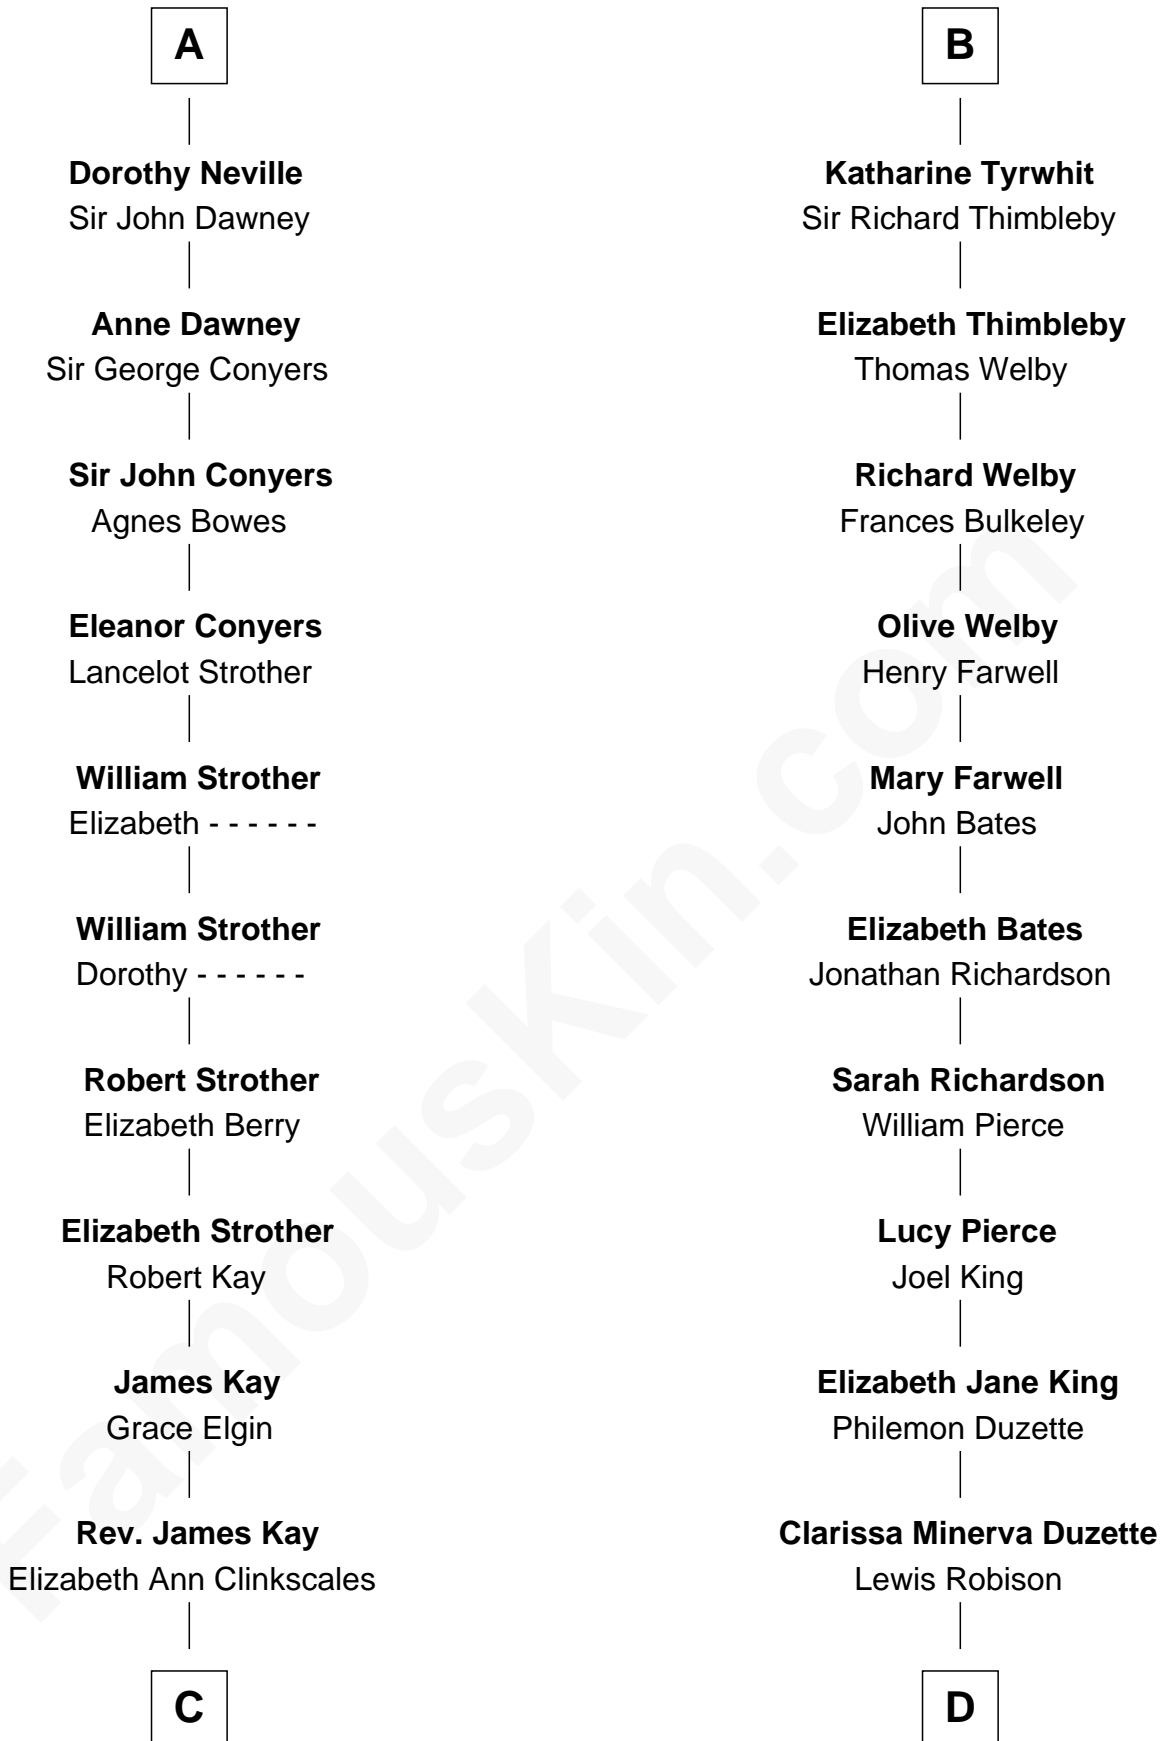 A
Dorothy Neville
Sir John Dawney
Anne Dawney
Sir George Conyers
Sir John Conyers
Agnes Bowes
Eleanor Conyers
Lancelot Strother
William Strother
Elizabeth - - - - - -
William Strother
Dorothy - - - - - -
Robert Strother
Elizabeth Berry
Elizabeth Strother
Robert Kay
James Kay
Grace Elgin
Rev. James Kay
Elizabeth Ann Clinkscales
C
B
Katharine Tyrwhit
Sir Richard Thimbleby
Elizabeth Thimbleby
Thomas Welby
Richard Welby
Frances Bulkeley
Olive Welby
Henry Farwell
Mary Farwell
John Bates
Elizabeth Bates
Jonathan Richardson
Sarah Richardson
William Pierce
Lucy Pierce
Joel King
Elizabeth Jane King
Philemon Duzette
Clarissa Minerva Duzette
Lewis Robison
D
FamousKin.com